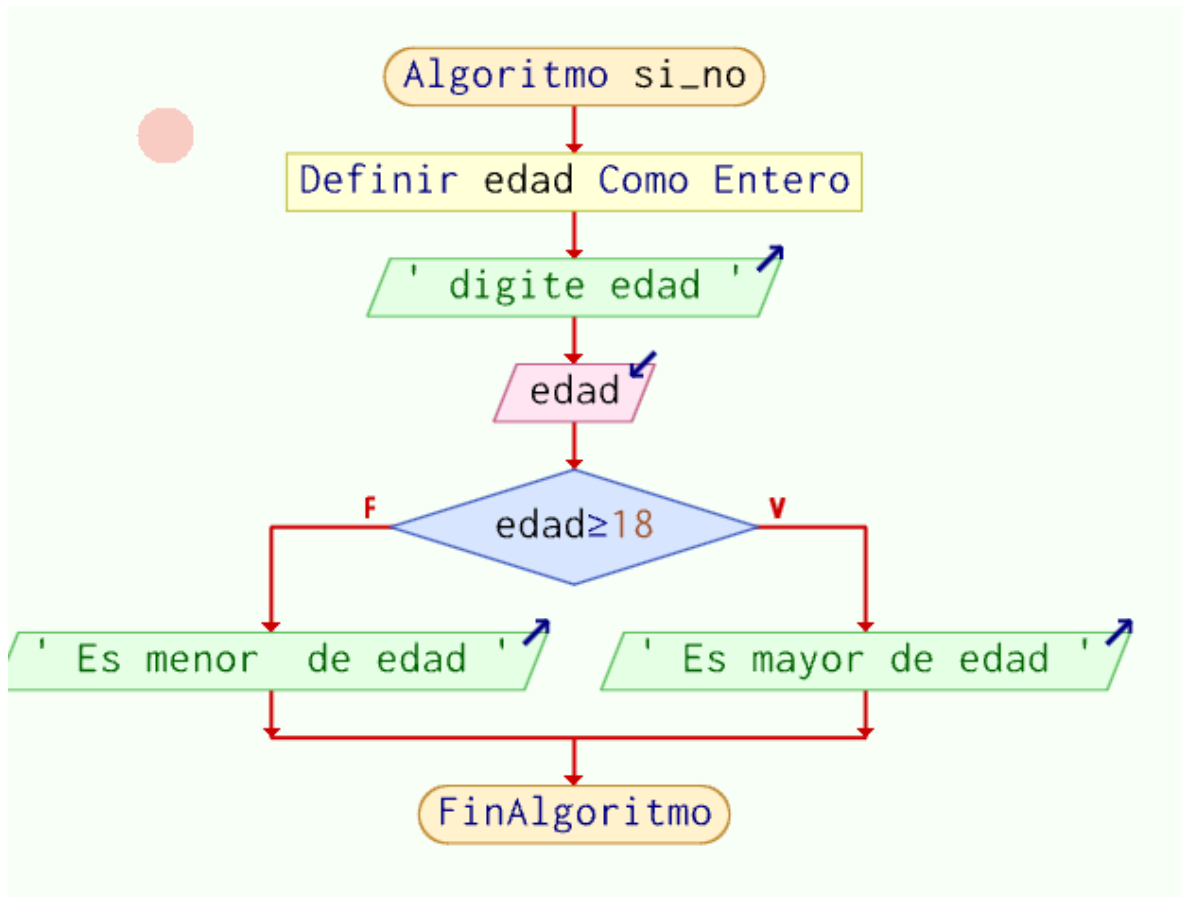 Algoritmo si_no
Definir edad Como Entero
' digite edad '
edad
F
edad≥18
V
' Es menor  de edad '
' Es mayor de edad '
FinAlgoritmo